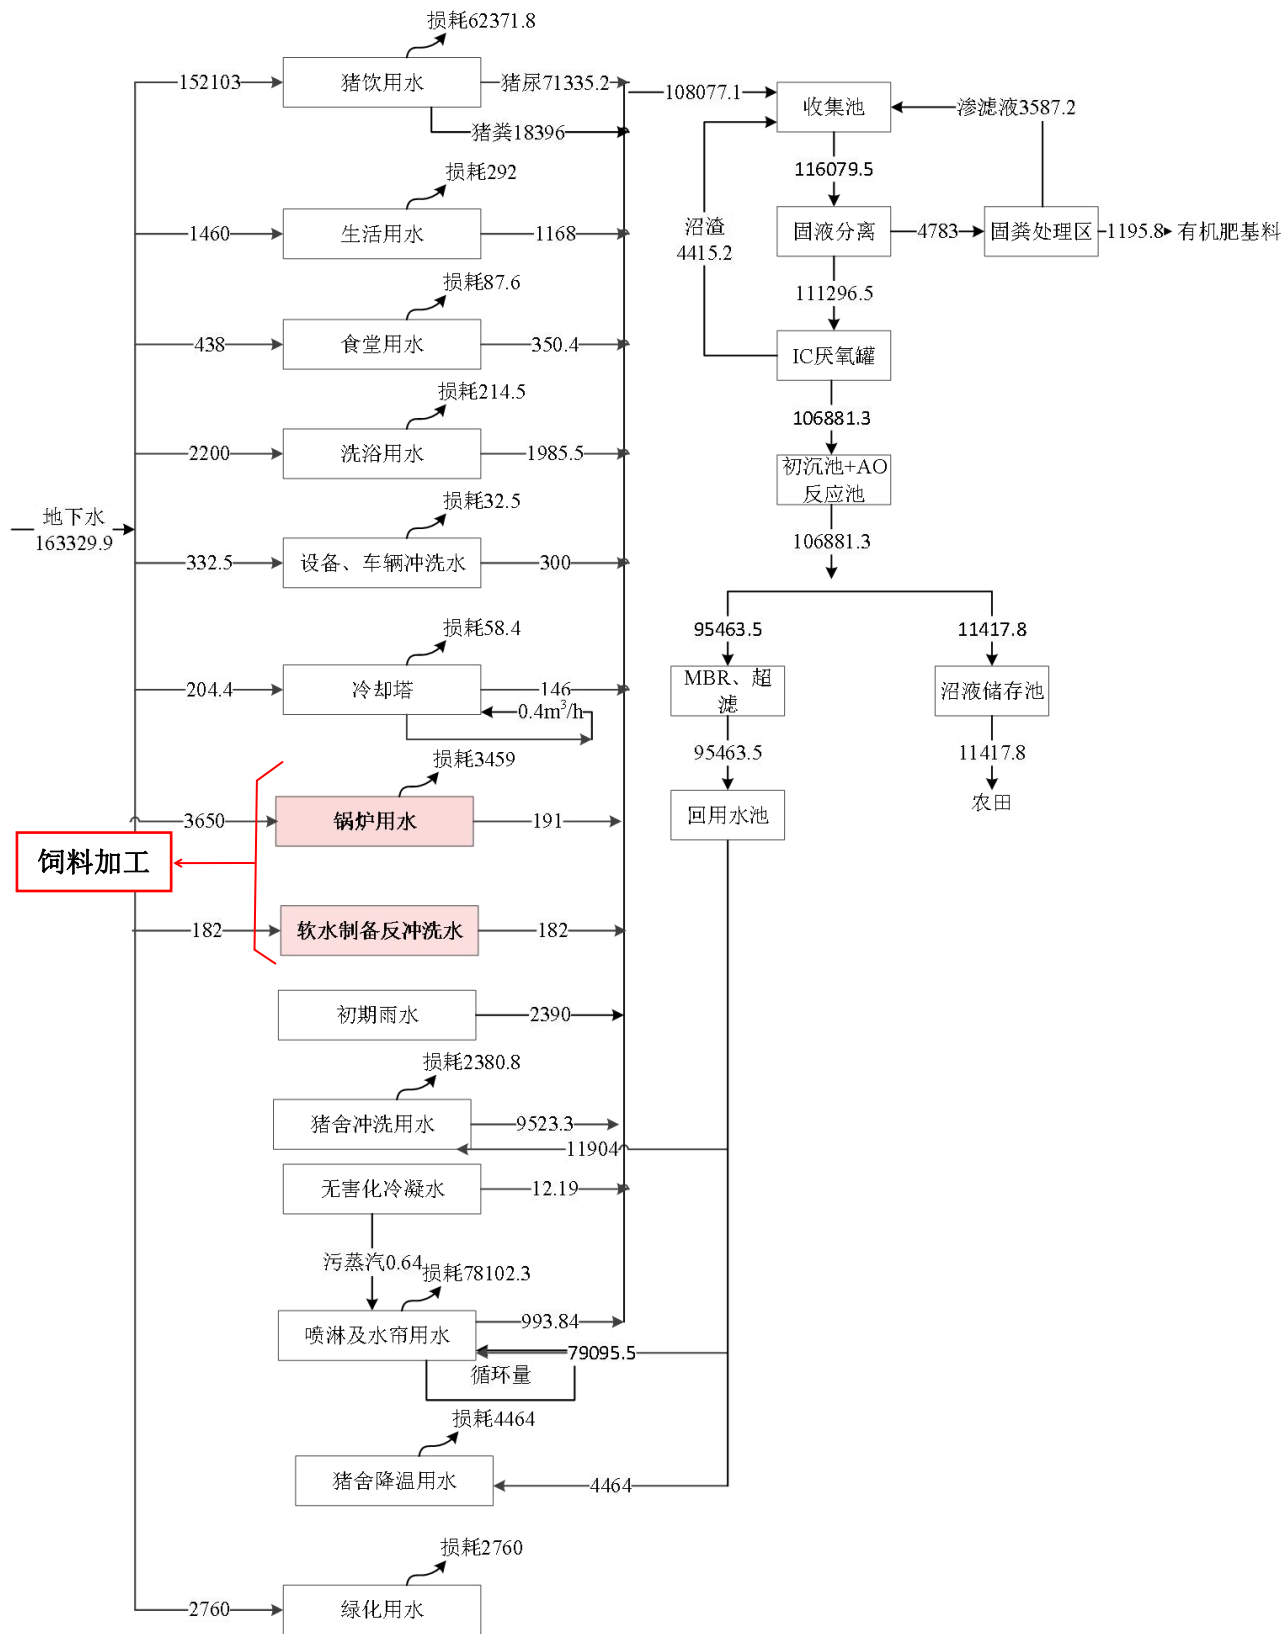 损耗62371.8
152103
猪饮用水
猪尿71335.2
猪粪18396
108077.1
收集池
渗滤液3587.2
116079.5
损耗292
1460
生活用水
1168
沼渣
4415.2
固液分离
4783
固粪处理区
1195.8
有机肥基料
111296.5
损耗87.6
438
食堂用水
350.4
IC厌氧罐
106881.3
损耗214.5
2200
洗浴用水
1985.5
初沉池+AO
反应池
106881.3
地下水
163329.9
损耗32.5
332.5
设备、车辆冲洗水
300
损耗58.4
204.4
冷却塔
146
0.4m³/h
95463.5
11417.8
MBR、超
滤
沼液储存池
95463.5
11417.8
回用水池
农田
损耗3459
3650
锅炉用水
191
饲料加工
182
软水制备反冲洗水
182
初期雨水
2390
损耗2380.8
猪舍冲洗用水
9523.3
11904
无害化冷凝水
12.19
污蒸汽0.64
损耗78102.3
喷淋及水帘用水
993.84
79095.5
循环量
损耗4464
猪舍降温用水
4464
损耗2760
2760
绿化用水